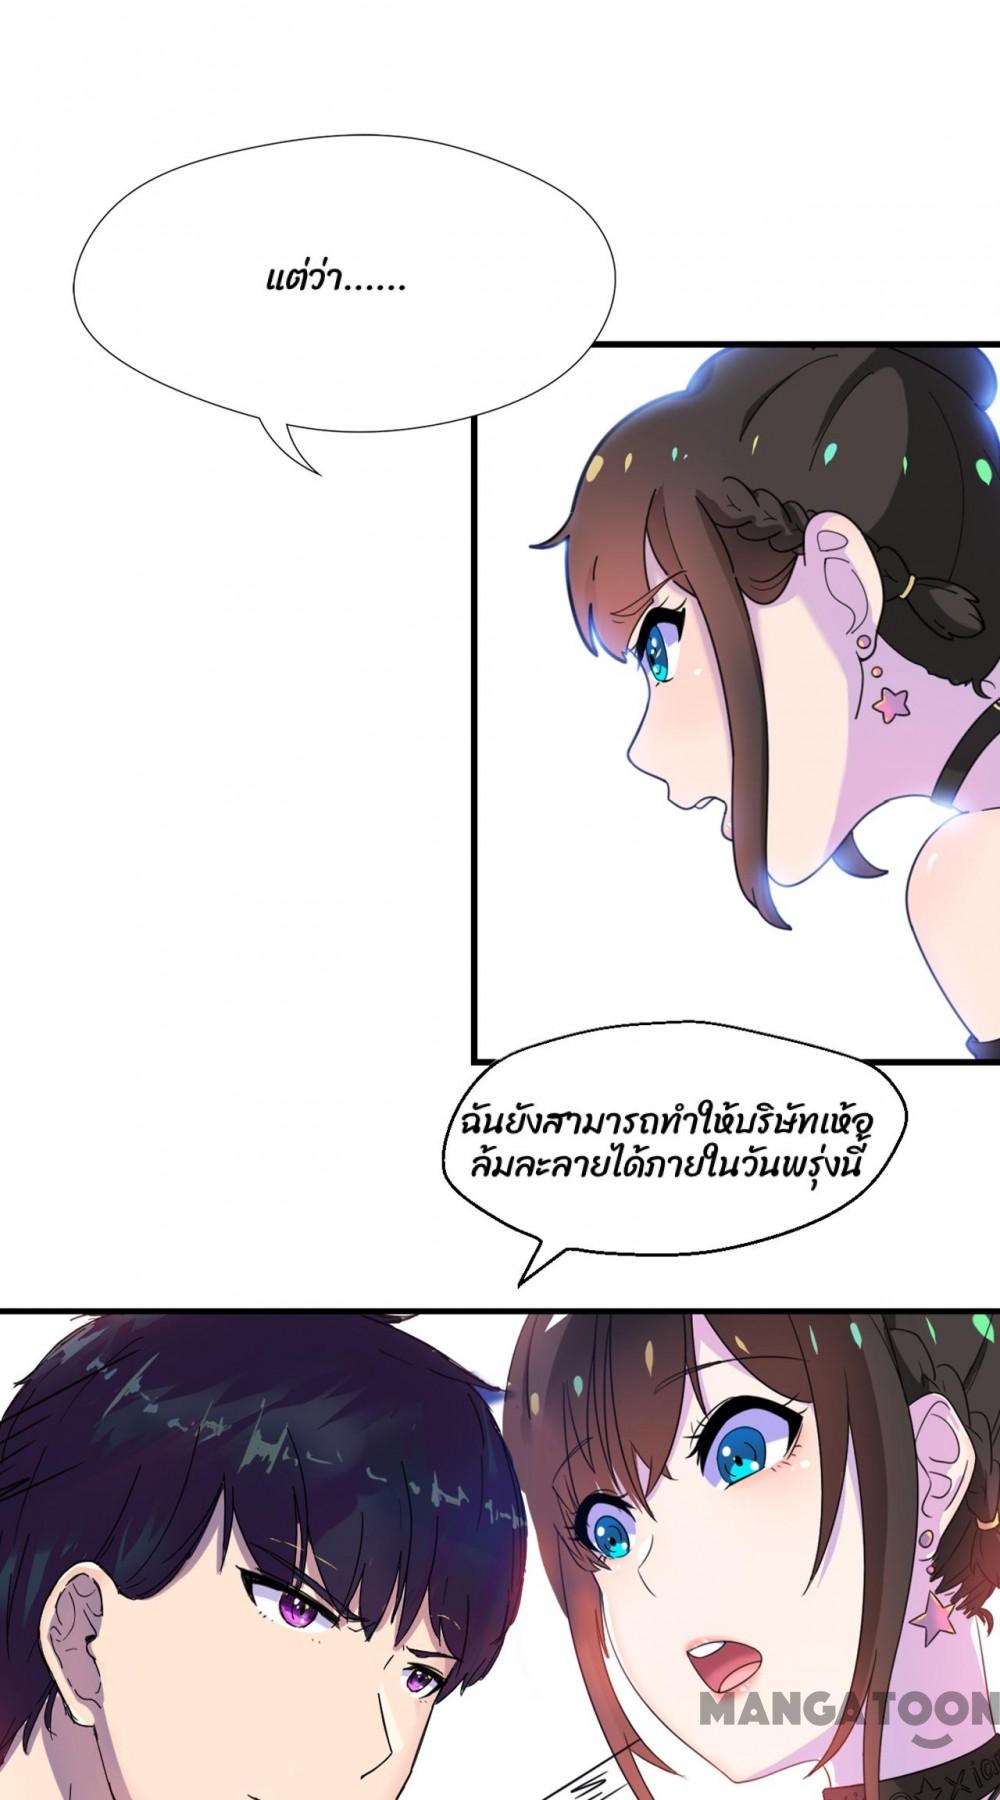 แต่ว่า......
ฉันยังสามารถทำให้บริษัทเห้อ
ล้มละลายได้ภายในวันพรุ่งนี้
MANGATOON
xia